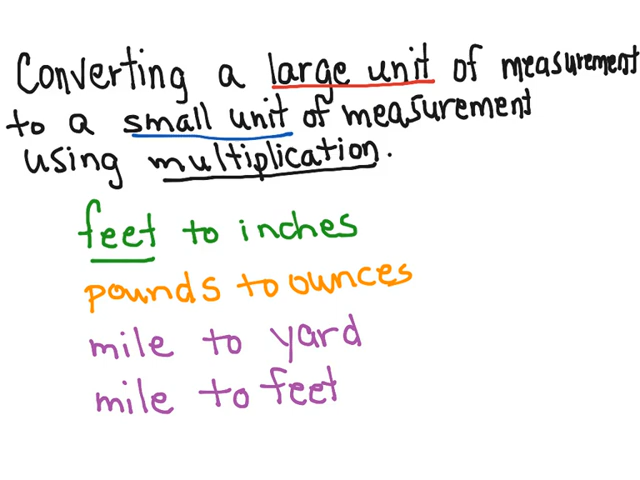 Converting a large unit of measurement
to a small unit of measurement
using multiplication.
feet to inches
pounds to ounces
mile to yard
mile to feet